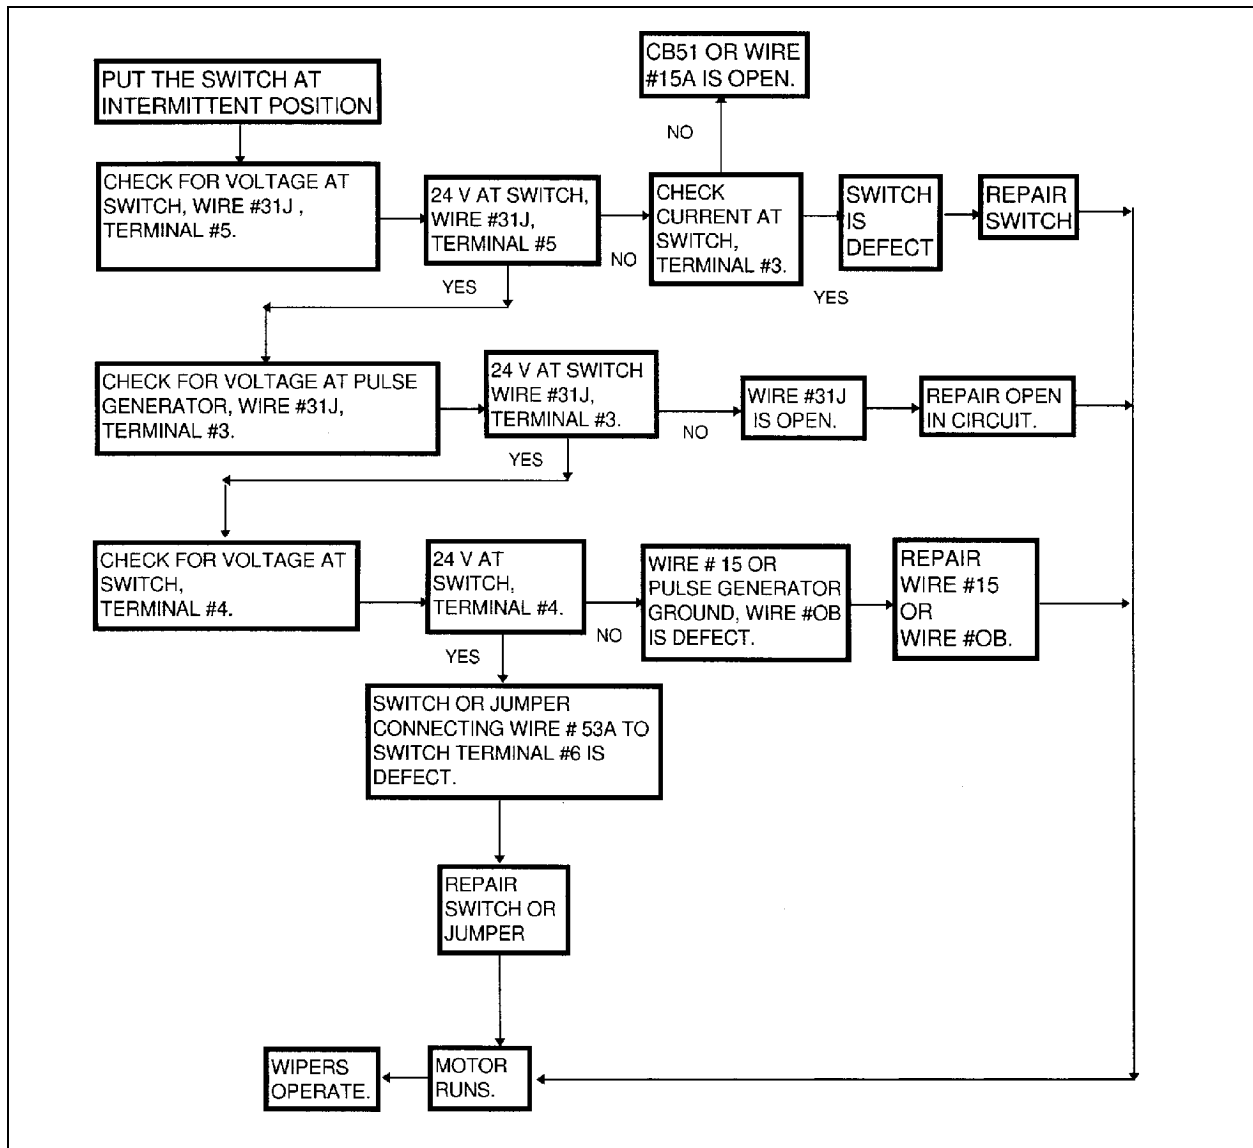 PUT THE SWITCH AT
INTERMITTENT POSITION
CB51 OR WIRE
#15A IS OPEN.
NO
CHECK FOR VOLTAGE AT
SWITCH, WIRE #31J ,
TERMINAL #5.
24 V AT SWITCH,
WIRE #31J,
TERMINAL #5
NO
YES
CHECK
CURRENT AT
SWITCH,
TERMINAL #3.
YES
SWITCH
IS
DEFECT
REPAIR
SWITCH
CHECK FOR VOLTAGE AT PULSE
GENERATOR, WIRE #31J,
TERMINAL #3.
24 V AT SWITCH
WIRE #31J,
TERMINAL #3.
NO
YES
WIRE #31J
IS OPEN.
REPAIR OPEN
IN CIRCUIT.
CHECK FOR VOLTAGE AT
SWITCH,
TERMINAL #4.
24 V AT
SWITCH,
TERMINAL #4.
NO
YES
WIRE # 15 OR
PULSE GENERATOR
GROUND, WIRE #OB
IS DEFECT.
REPAIR
WIRE #15
OR
WIRE #OB.
SWITCH OR JUMPER
CONNECTING WIRE # 53A TO
SWITCH TERMINAL #6 IS
DEFECT.
REPAIR
SWITCH OR
JUMPER
WIPERS
OPERATE.
MOTOR
RUNS.